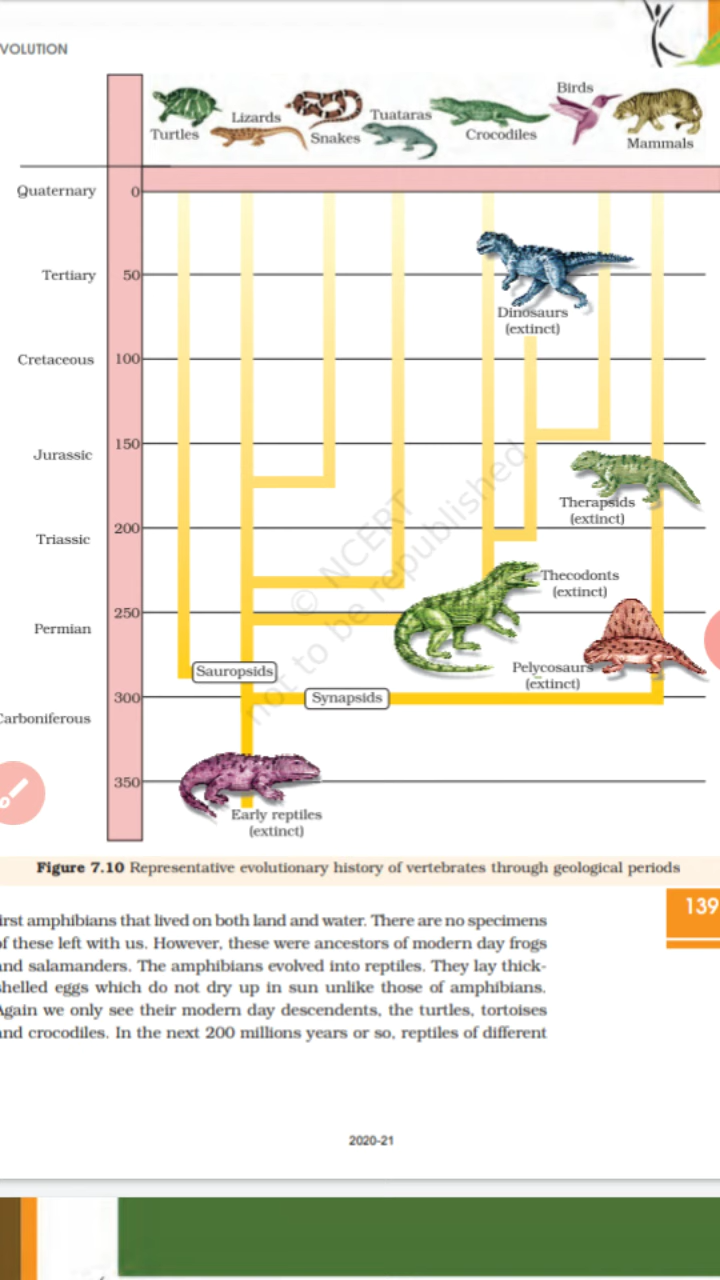 VOLUTION
Birds
Lizards
Tuataras
Turtles
Snakes
Crocodiles
Mammals
Quaternary
0
Tertiary
50
Dinosaurs
(extinct)
Cretaceous
100
150
Jurassic
Therapsids
(extinct)
200
Triassic
Thecodonts
(extinct)
250
Permian
Pelycosaurs
(extinct)
Sauropsids
300
Synapsids
Carboniferous
350
Early reptiles
(extinct)
© NCERT
not to be republished
Figure 7.10 Representative evolutionary history of vertebrates through geological periods
139
irst amphibians that lived on both land and water. There are no specimens
of these left with us. However, these were ancestors of modern day frogs
and salamanders. The amphibians evolved into reptiles. They lay thick-
shelled eggs which do not dry up in sun unlike those of amphibians.
Again we only see their modern day descendents, the turtles, tortoises
and crocodiles. In the next 200 millions years or so, reptiles of different
2020-21